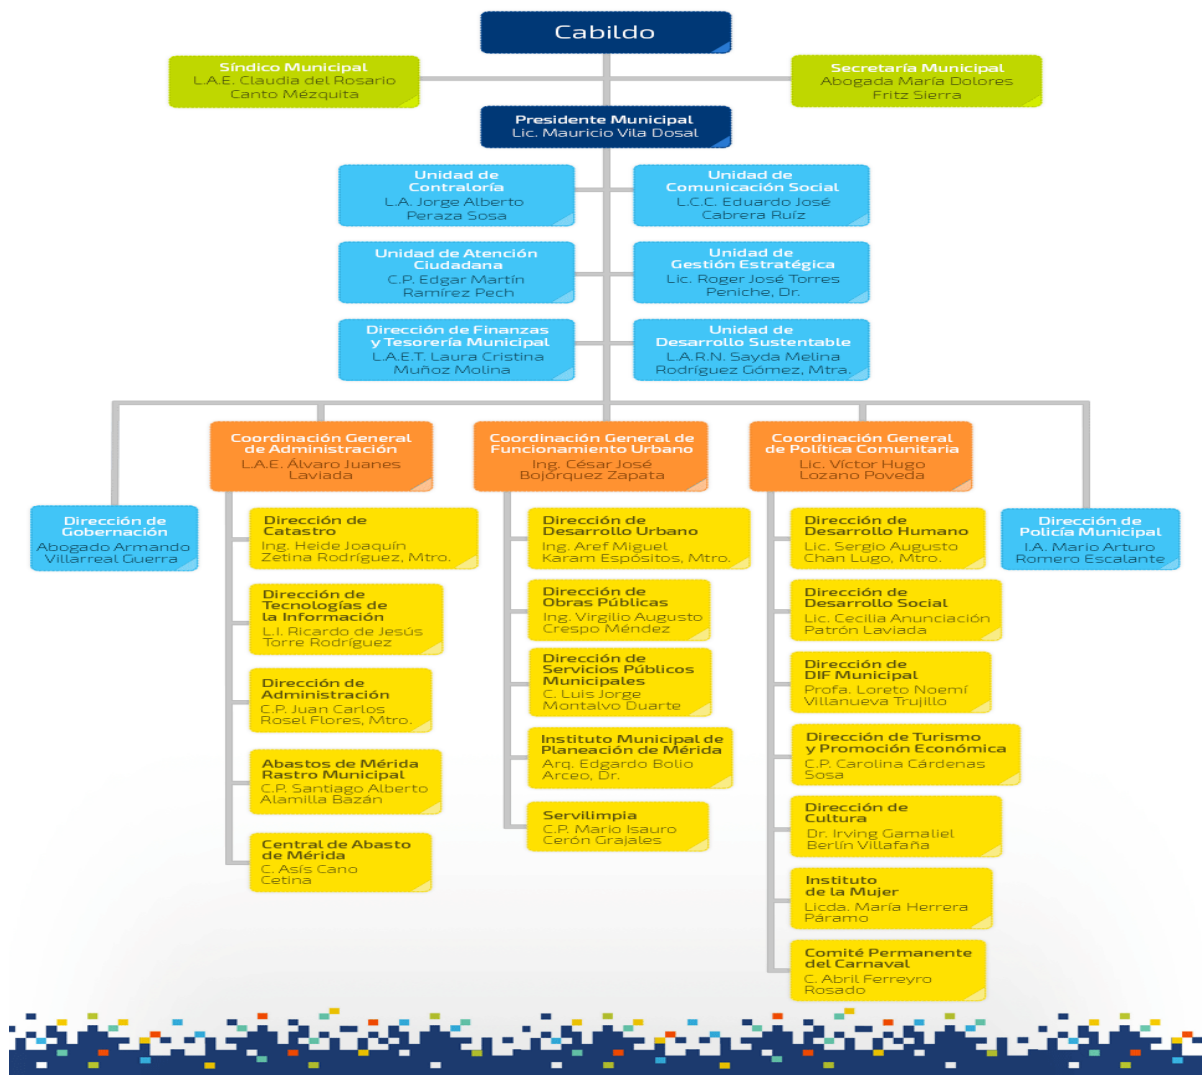 Cabildo
Síndico Municipal
L.A.E. Claudia del Rosario
Canto Mézquita
Secretaría Municipal
Abogada María Dolores
Fritz Sierra
Presidente Municipal
Lic. Mauricio Vila Dosal
Unidad de
Contraloría
L.A. Jorge Alberto
Peraza Sosa
Unidad de
Comunicación Social
L.C.C. Eduardo José
Cabrera Ruíz
Unidad de Atención
Ciudadana
C.P. Edgar Martín
Ramírez Pech
Unidad de
Gestión Estratégica
Lic. Roger José Torres
Peniche, Dr.
Dirección de Finanzas
y Tesorería Municipal
L.A.E.T. Laura Cristina
Muñoz Molina
Unidad de
Desarrollo Sustentable
L.A.R.N. Sayda Melina
Rodríguez Gómez, Mtra.
Dirección de
Gobernación
Abogado Armando
Villarreal Guerra
Coordinación General
de Administración
L.A.E. Álvaro Juanes
Laviada
Dirección de
Catastro
Ing. Heide Joaquín
Zetina Rodríguez, Mtro.
Dirección de
Tecnologías de
la Información
L.I. Ricardo de Jesús
Torre Rodríguez
Dirección de
Administración
C.P. Juan Carlos
Rosel Flores, Mtro.
Abastos de Mérida
Rastro Municipal
C.P. Santiago Alberto
Alamilla Bazán
Central de Abasto
de Mérida
C. Asís Cano
Cetina
Coordinación General de
Funcionamiento Urbano
Ing. César José
Bojórquez Zapata
Dirección de
Desarrollo Urbano
Ing. Aref Miguel
Karam Espósitos, Mtro.
Dirección de
Obras Públicas
Ing. Virgilio Augusto
Crespo Méndez
Dirección de
Servicios Públicos
Municipales
C. Luis Jorge
Montalvo Duarte
Instituto Municipal de
Planeación de Mérida
Arq. Edgardo Bolio
Arceo, Dr.
Servilimpia
C.P. Mario Isauro
Cerón Grajales
Coordinación General
de Política Comunitaria
Lic. Víctor Hugo
Lozano Poveda
Dirección de
Desarrollo Humano
Lic. Sergio Augusto
Chan Lugo, Mtro.
Dirección de
Desarrollo Social
Lic. Cecilia Anunciación
Patrón Laviada
Dirección de
DIF Municipal
Profa. Loreto Noemí
Villanueva Trujillo
Dirección de Turismo
y Promoción Económica
C.P. Carolina Cárdenas
Sosa
Dirección de
Cultura
Dr. Irving Gamaliel
Berlín Villafaña
Instituto
de la Mujer
Licda. María Herrera
Páramo
Comité Permanente
del Carnaval
C. Abril Ferreyro
Rosado
Dirección de
Policía Municipal
I.A. Mario Arturo
Romero Escalante